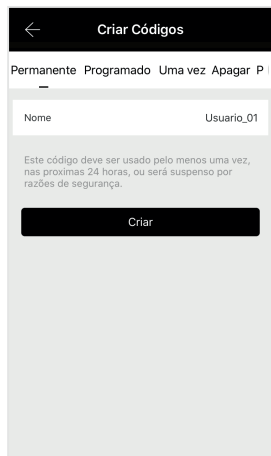 Criar Códigos
Permanente Programado Uma vez Apagar P
Nome Usuario_01
Este código deve ser usado pelo menos uma vez,
nas proximas 24 horas, ou será suspenso por
razões de segurança.
Criar